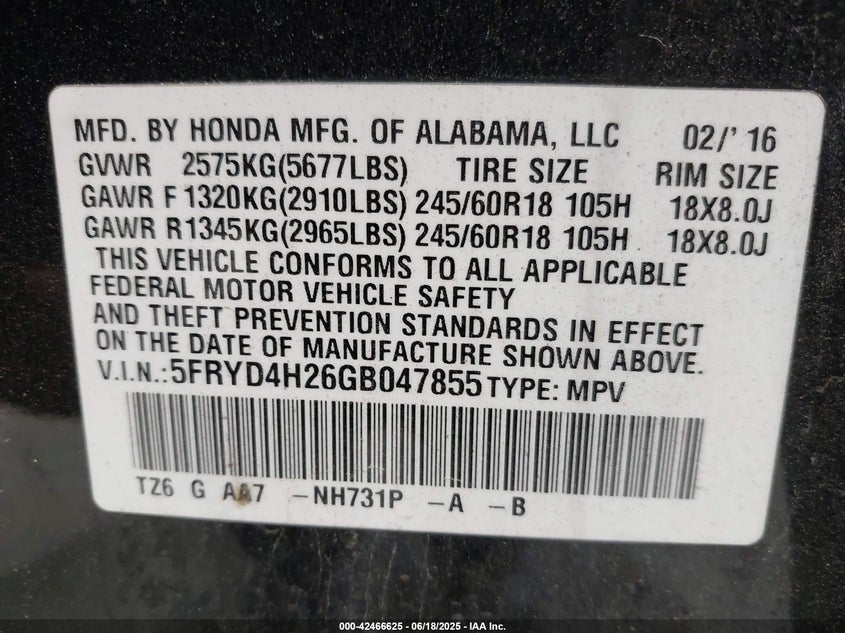 MFD. BY HONDA MFG. OF ALABAMA, LLC 02/' 16
GVWR 2575KG(5677LBS) TIRE SIZE RIM SIZE
GAWR F 1320KG(2910LBS) 245/60R18 105H 18X8.0J
GAWR R 1345KG(2965LBS) 245/60R18 105H 18X8.0J
THIS VEHICLE CONFORMS TO ALL APPLICABLE
FEDERAL MOTOR VEHICLE SAFETY
AND THEFT PREVENTION STANDARDS IN EFFECT
ON THE DATE OF MANUFACTURE SHOWN ABOVE.
V.I.N.:5FRYD4H26GB047855 TYPE: MPV
TZ6 G AA7 -NH731P -A -B
000-42466625 - 06/18/2025 - IAA Inc.